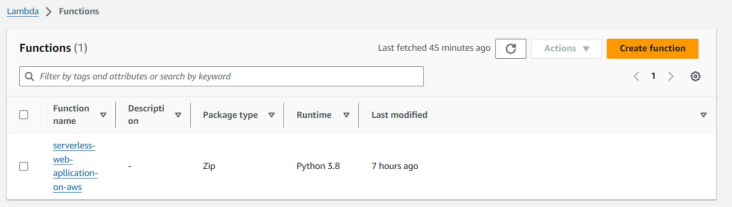 Lambda > Functions
Functions (1) Last fetched 45 minutes ago Actions Create function
Filter by tags and attributes or search by keyword 1
Function name Description Package type Runtime Last modified
serverless-
web-
apllication-
on-aws
- Zip Python 3.8 7 hours ago